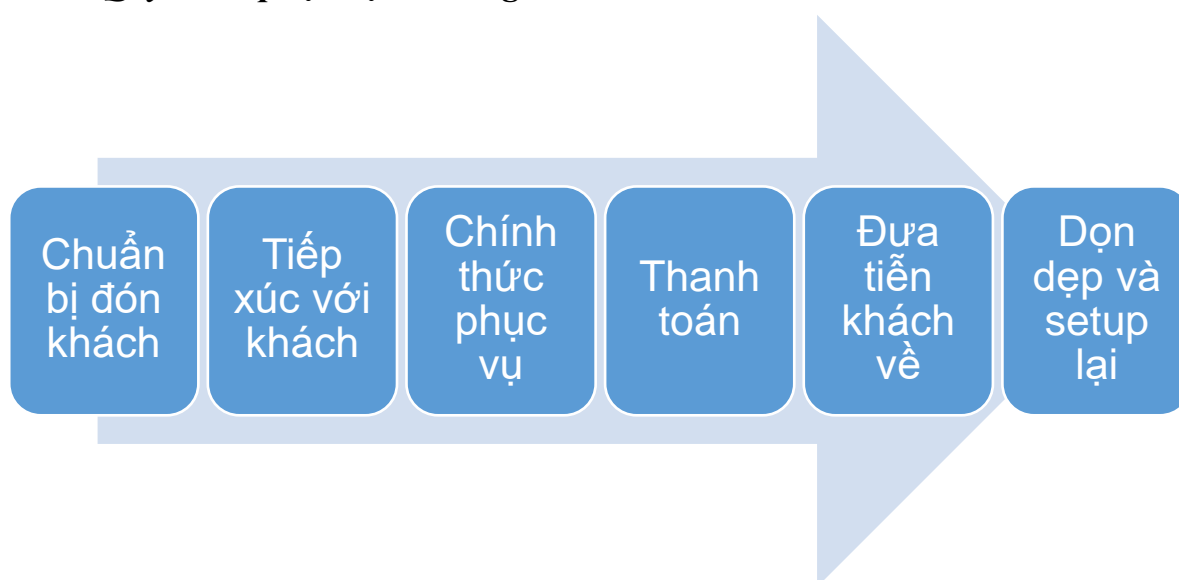 Chuẩn
bị đón
khách
Tiếp
xúc với
khách
Chính
thức
phục
vụ
Thanh
toán
Đưa
tiễn
khách
về
Dọn
dẹp và
setup
lại